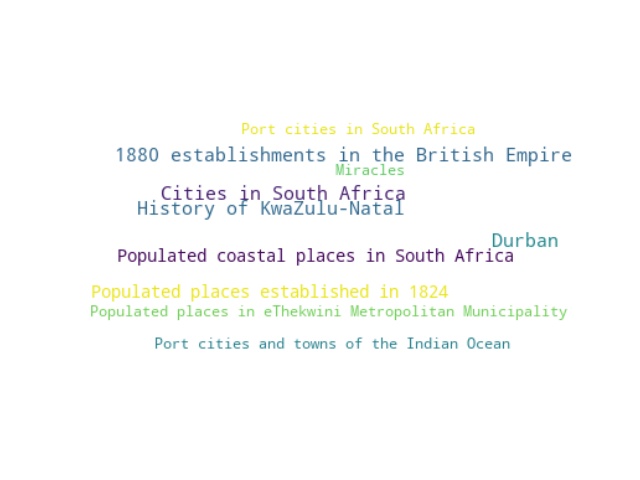 Port cities in South Africa
1880 establishments in the British Empire
Miracles
Cities in South Africa
History of KwaZulu-Natal
Durban
Populated coastal places in South Africa
Populated places established in 1824
Populated places in eThekwini Metropolitan Municipality
Port cities and towns of the Indian Ocean